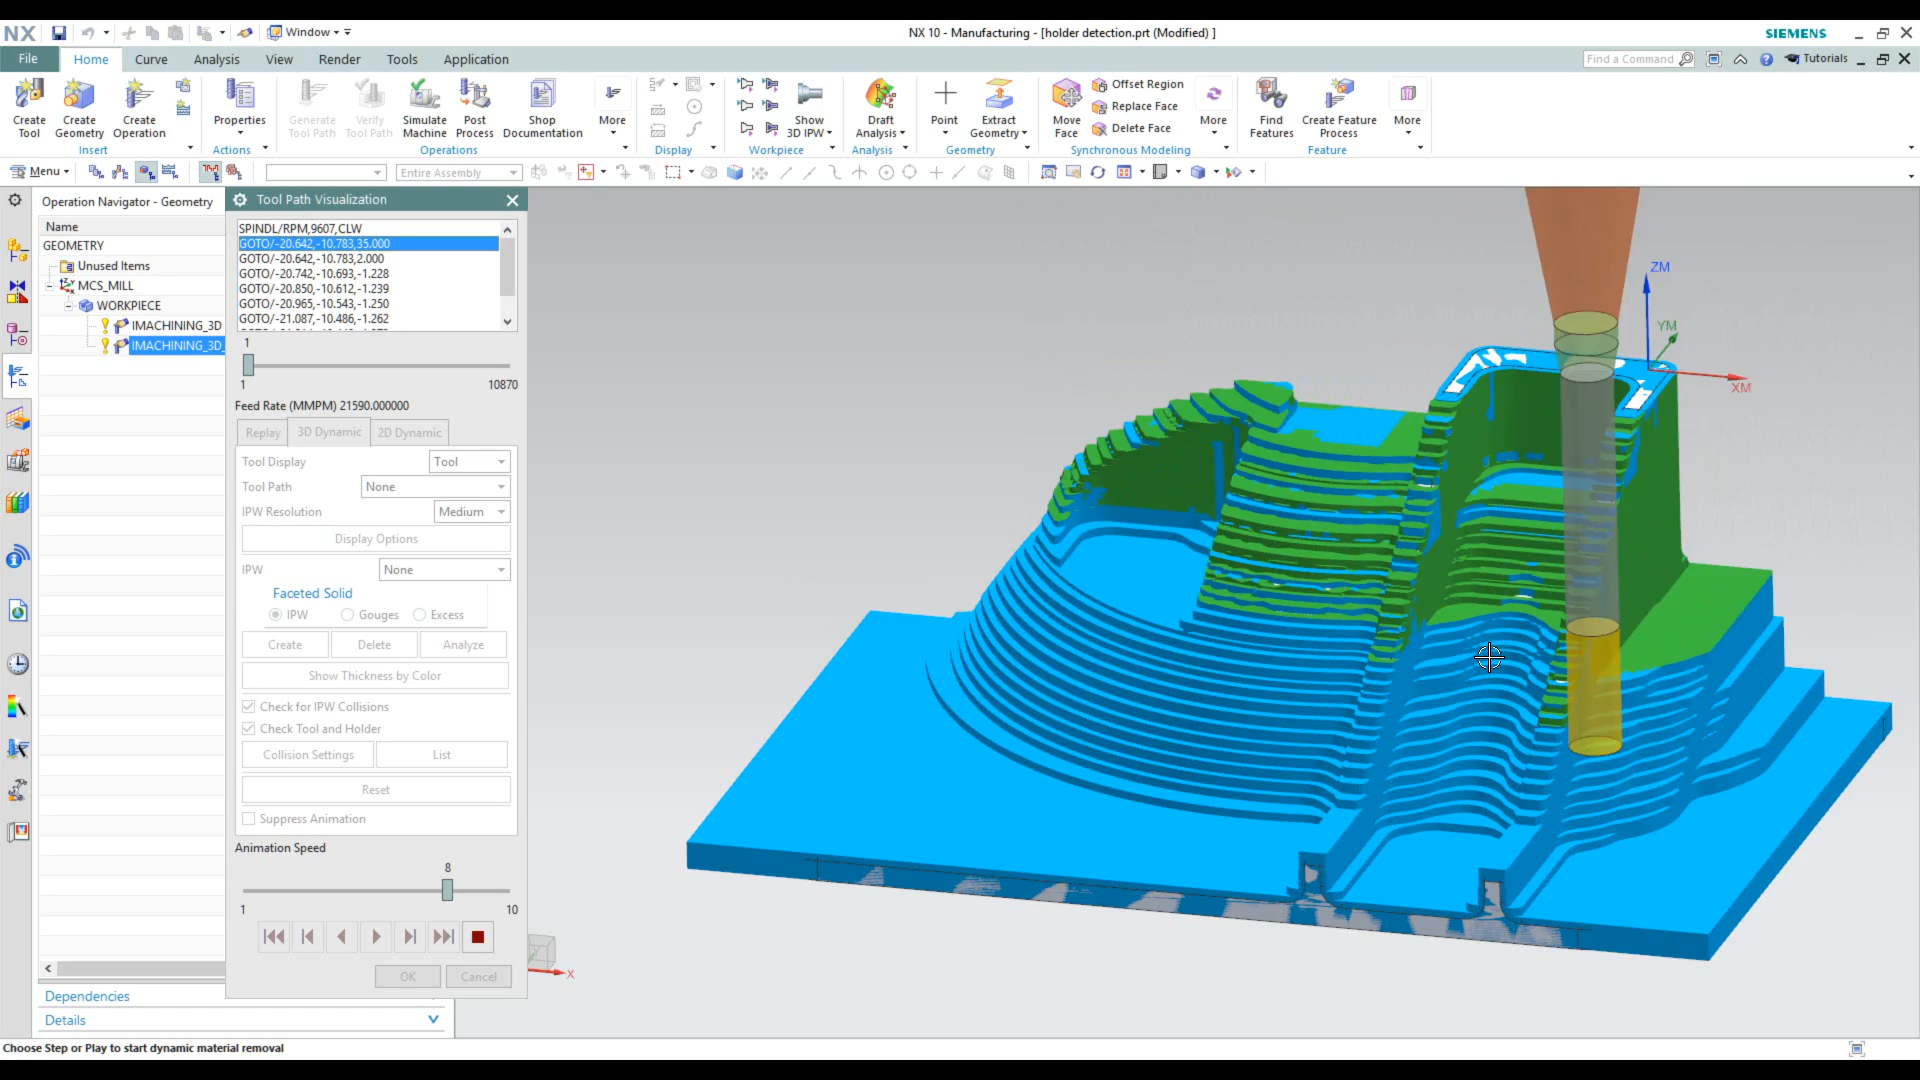 NX
Window
NX 10 - Manufacturing - [holder detection.prt (Modified) ]
SIEMENS
File
Home
Curve
Analysis
View
Render
Tools
Application
Find a Command
Tutorials
Create Tool
Create Geometry
Create Operation
Properties
Generate Tool Path
Verify Tool Path
Simulate Machine
Post Process
Shop Documentation
More
Show 3D IPW
Draft Analysis
Point
Extract Geometry
Move Face
Offset Region
Replace Face
Delete Face
More
Find Features
Create Feature Process
More
Insert
Actions
Operations
Display
Workpiece
Analysis
Geometry
Synchronous Modeling
Feature
Menu
Entire Assembly
Operation Navigator - Geometry
Name
GEOMETRY
Unused Items
MCS_MILL
WORKPIECE
IMACHINING_3D
IMACHINING_3D_
Dependencies
Details
Tool Path Visualization
SPINDL/RPM,9607,CLW
GOTO/-20.642,-10.783,35.000
GOTO/-20.642,-10.783,2.000
GOTO/-20.742,-10.693,-1.228
GOTO/-20.850,-10.612,-1.239
GOTO/-20.965,-10.543,-1.250
GOTO/-21.087,-10.486,-1.262
1
1
10870
Feed Rate (MMPM) 21590.000000
Replay
3D Dynamic
2D Dynamic
Tool Display
Tool
Tool Path
None
IPW Resolution
Medium
Display Options
IPW
None
Faceted Solid
IPW
Gouges
Excess
Create
Delete
Analyze
Show Thickness by Color
Check for IPW Collisions
Check Tool and Holder
Collision Settings
List
Reset
Suppress Animation
Animation Speed
8
1
10
OK
Cancel
ZM
YM
XM
X
Choose Step or Play to start dynamic material removal